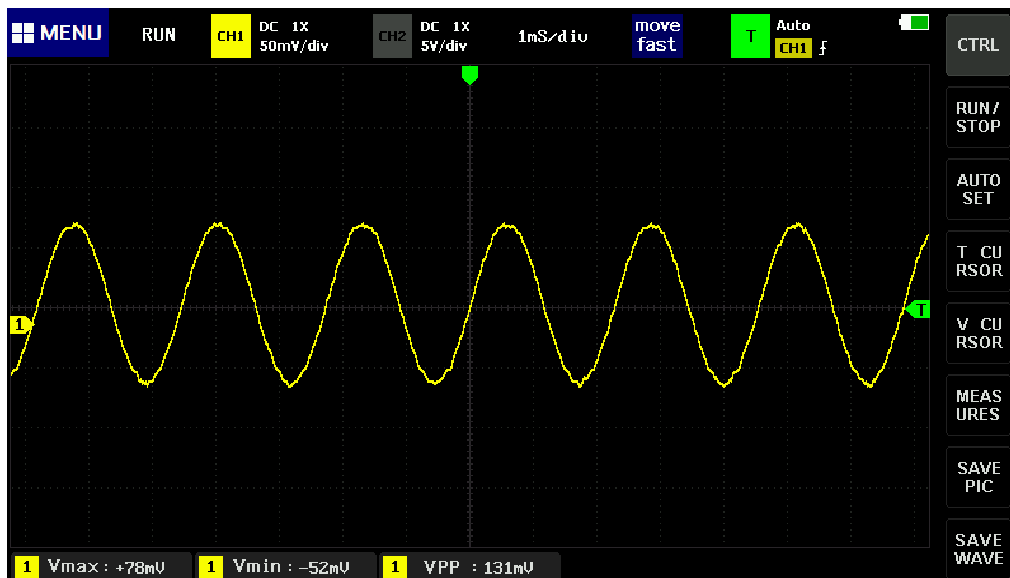 MENU RUN CH1 DC 1X 50mV/div CH2 DC 1X 5V/div 1mS/div move fast T Auto CH1
CTRL
RUN/
STOP
AUTO
SET
T CU
RSOR
V CU
RSOR
MEAS
URES
SAVE
PIC
SAVE
WAVE
1
T
1 Vmax:+78mV 1 Vmin:-52mV 1 VPP:131mV